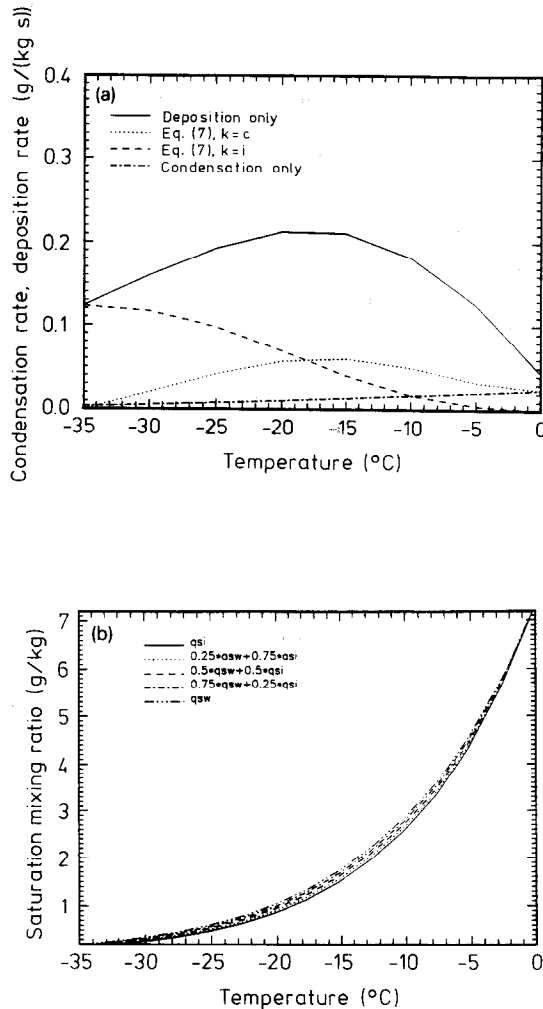 Condensation rate, deposition rate (g/(kg s))
0.4
0.3
0.2
0.1
0.0
(a)
Deposition only
Eq. (7), k=c
Eq. (7), k=i
Condensation only
-35 -30 -25 -20 -15 -10 -5 0
Temperature (°C)
Saturation mixing ratio (g/kg)
7
6
5
4
3
2
1
(b)
qsi
0.25*qsw+0.75*qsi
0.5*qsw+0.5*qsi
0.75*qsw+0.25*qsi
qsw
-35 -30 -25 -20 -15 -10 -5 0
Temperature (°C)